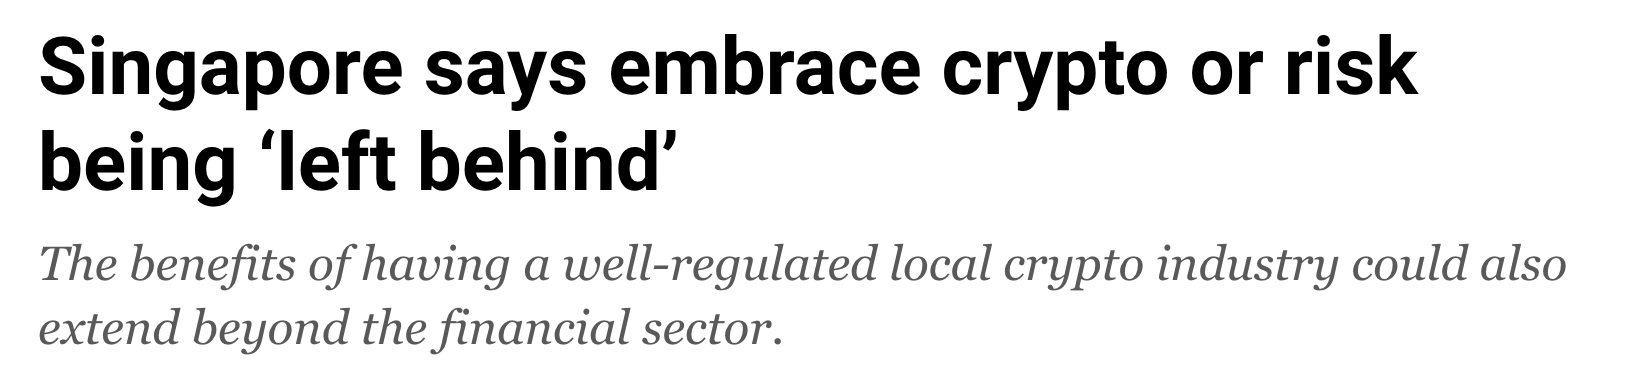 Singapore says embrace crypto or risk
being ‘left behind’
The benefits of having a well-regulated local crypto industry could also
extend beyond the financial sector.